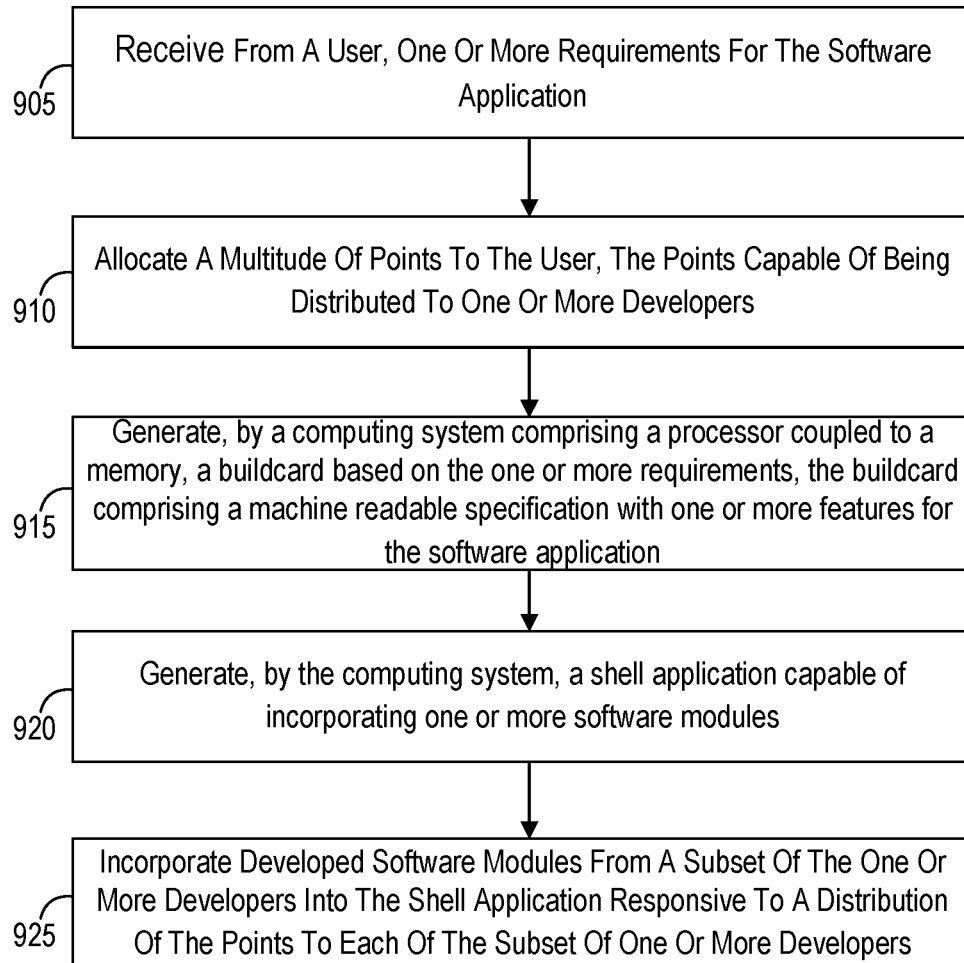 Receive From A User, One Or More Requirements For The Software
Application
905
Allocate A Multitude Of Points To The User, The Points Capable Of Being
Distributed To One Or More Developers
910
Generate, by a computing system comprising a processor coupled to a
memory, a buildcard based on the one or more requirements, the buildcard
comprising a machine readable specification with one or more features for
the software application
915
Generate, by the computing system, a shell application capable of
incorporating one or more software modules
920
Incorporate Developed Software Modules From A Subset Of The One Or
More Developers Into The Shell Application Responsive To A Distribution
Of The Points To Each Of The Subset Of One Or More Developers
925